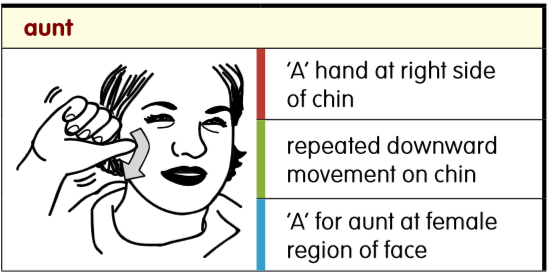 aunt
'A' hand at right side
of chin
repeated downward
movement on chin
'A' for aunt at female
region of face